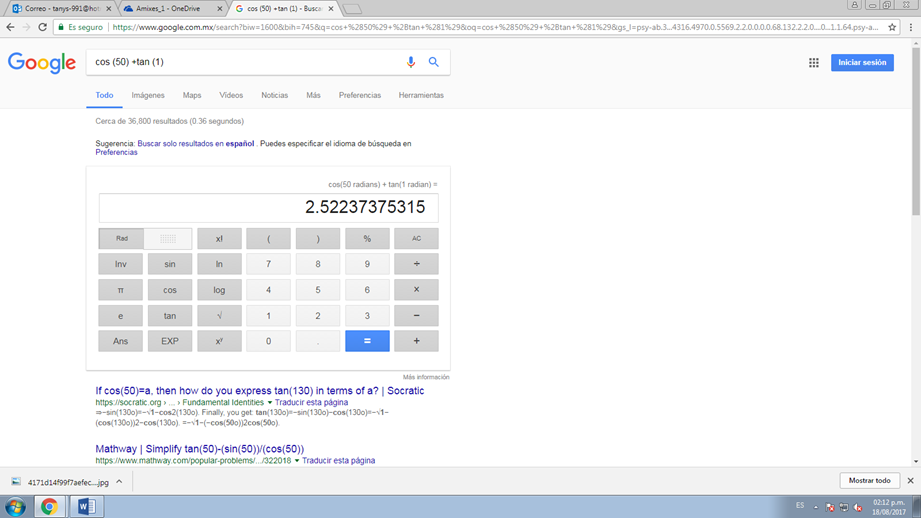 Correo - tanys-991@ho
Amixes_1 - OneDrive
cos (50) +tan (1) - Busca
Es seguro
https://www.google.com.mx/search?biw=1600&bih=745&q=cos+%2850%29+%2Btan+%281%29&oq=cos+%2850%29+%2Btan+%281%29&gs_l=psy-ab.3...4316.4970.0.5569.2.2.0.0.0.0.68.132.2.2.0....0...1.1.64.psy-a
Google
cos (50) +tan (1)
Iniciar sesión
Todo Imágenes Maps Vídeos Noticias Más Preferencias Herramientas
Cerca de 36,800 resultados (0.36 segundos)
Sugerencia: Buscar solo resultados en español . Puedes especificar el idioma de búsqueda en
Preferencias
cos(50 radians) + tan(1 radian) =
2.52237375315
Rad x! ( ) % AC
Inv sin ln 7 8 9 ÷
π cos log 4 5 6 ×
e tan √ 1 2 3 −
Ans EXP xʸ 0 . = +
Más información
If cos(50)=a, then how do you express tan(130) in terms of a? | Socratic
https://socratic.org › ... › Fundamental Identities Traducir esta página
⇒−sin(130o)=−√1−cos2(130o). Finally, you get: tan(130o)=−sin(130o)−cos(130o)=−√1−
(cos(130o))2−cos(130o). =−√1−(−cos(50o))2cos(50o).
Mathway | Simplify tan(50)-(sin(50))/(cos(50))
https://www.mathway.com/popular-problems/.../322018 Traducir esta página
4171d14f99f7aefec....jpg
Mostrar todo
ES
02:12 p.m.
18/08/2017